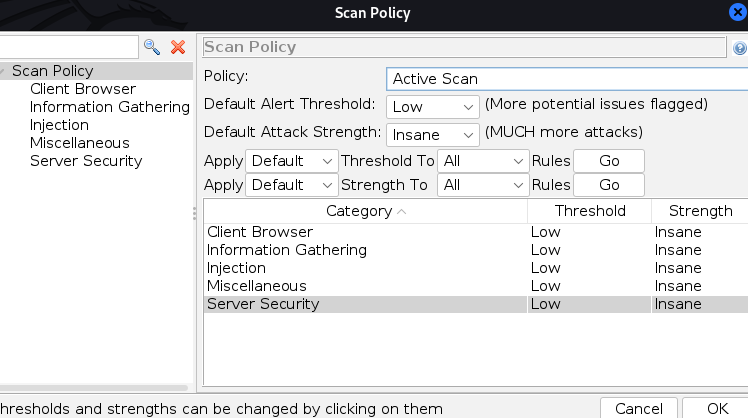 Scan Policy
Scan Policy
Scan Policy
Client Browser
Information Gathering
Injection
Miscellaneous
Server Security
Policy: Active Scan
Default Alert Threshold: Low (More potential issues flagged)
Default Attack Strength: Insane (MUCH more attacks)
Apply Default Threshold To All Rules Go
Apply Default Strength To All Rules Go
Category Threshold Strength
Client Browser Low Insane
Information Gathering Low Insane
Injection Low Insane
Miscellaneous Low Insane
Server Security Low Insane
hresholds and strengths can be changed by clicking on them
Cancel OK